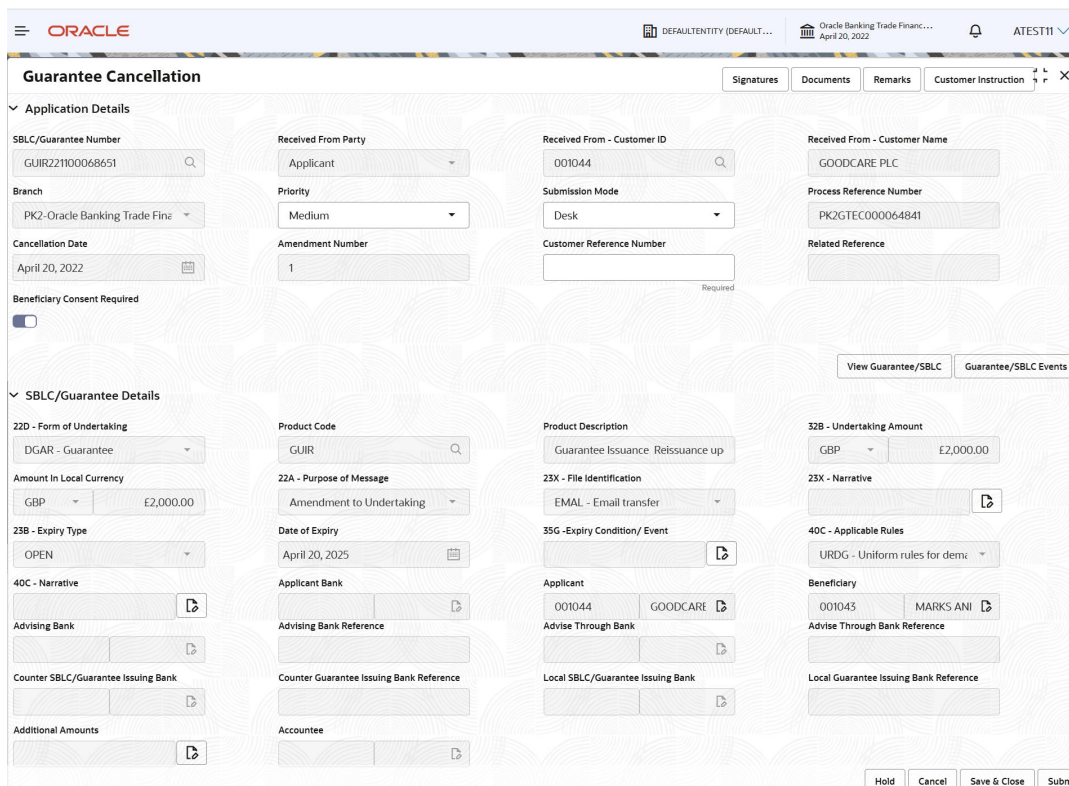 ORACLE
DEFAULTENTITY (DEFAULT...
Oracle Banking Trade Financ...
April 20, 2022
ATEST11
Guarantee Cancellation
Signatures
Documents
Remarks
Customer Instruction
Application Details
SBLC/Guarantee Number
Received From Party
Received From - Customer ID
Received From - Customer Name
GUIR221100068651
Applicant
001044
GOODCARE PLC
Branch
Priority
Submission Mode
Process Reference Number
PK2-Oracle Banking Trade Fina
Medium
Desk
PK2GTEC000064841
Cancellation Date
Amendment Number
Customer Reference Number
Related Reference
April 20, 2022
1
Required
Beneficiary Consent Required
View Guarantee/SBLC
Guarantee/SBLC Events
SBLC/Guarantee Details
22D - Form of Undertaking
Product Code
Product Description
32B - Undertaking Amount
DGAR - Guarantee
GUIR
Guarantee Issuance Reissuance up
GBP
£2,000.00
Amount In Local Currency
22A - Purpose of Message
23X - File Identification
23X - Narrative
GBP
£2,000.00
Amendment to Undertaking
EMAL - Email transfer
23B - Expiry Type
Date of Expiry
35G -Expiry Condition/ Event
40C - Applicable Rules
OPEN
April 20, 2025
URDG - Uniform rules for dema
40C - Narrative
Applicant Bank
Applicant
Beneficiary
001044
GOODCARE
001043
MARKS ANI
Advising Bank
Advising Bank Reference
Advise Through Bank
Advise Through Bank Reference
Counter SBLC/Guarantee Issuing Bank
Counter Guarantee Issuing Bank Reference
Local SBLC/Guarantee Issuing Bank
Local Guarantee Issuing Bank Reference
Additional Amounts
Accountee
Hold
Cancel
Save & Close
Subm